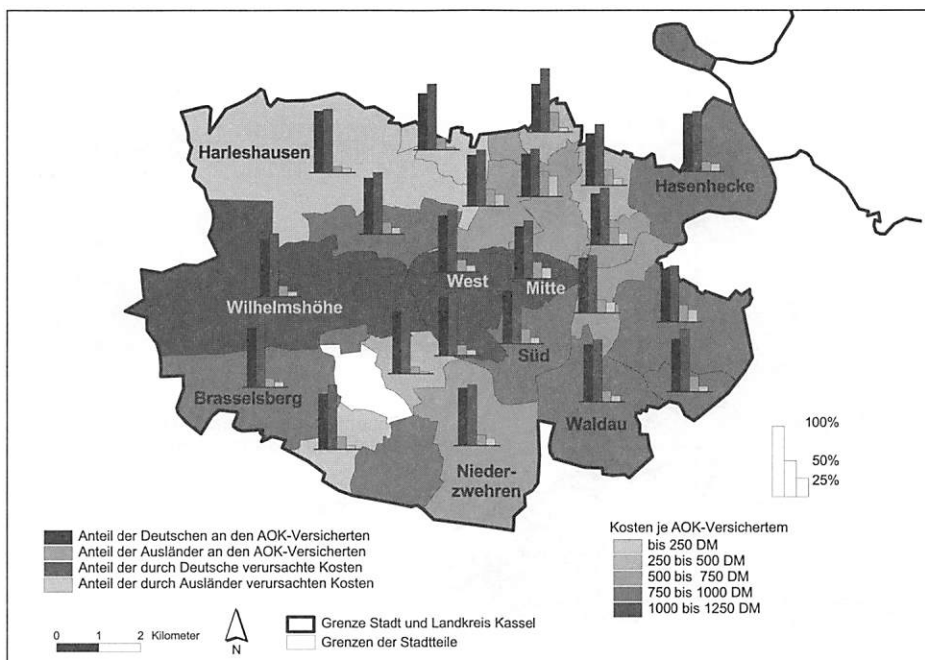 Harleshausen
Hasenhecke
West
Mitte
Wilhelmshöhe
Süd
Brasselsberg
Waldau
Nieder-
zwehren
100%
50%
25%
Anteil der Deutschen an den AOK-Versicherten
Anteil der Ausländer an den AOK-Versicherten
Anteil der durch Deutsche verursachte Kosten
Anteil der durch Ausländer verursachten Kosten
Kosten je AOK-Versichertem
bis 250 DM
250 bis 500 DM
500 bis 750 DM
750 bis 1000 DM
1000 bis 1250 DM
0 1 2 Kilometer
N
Grenze Stadt und Landkreis Kassel
Grenzen der Stadtteile